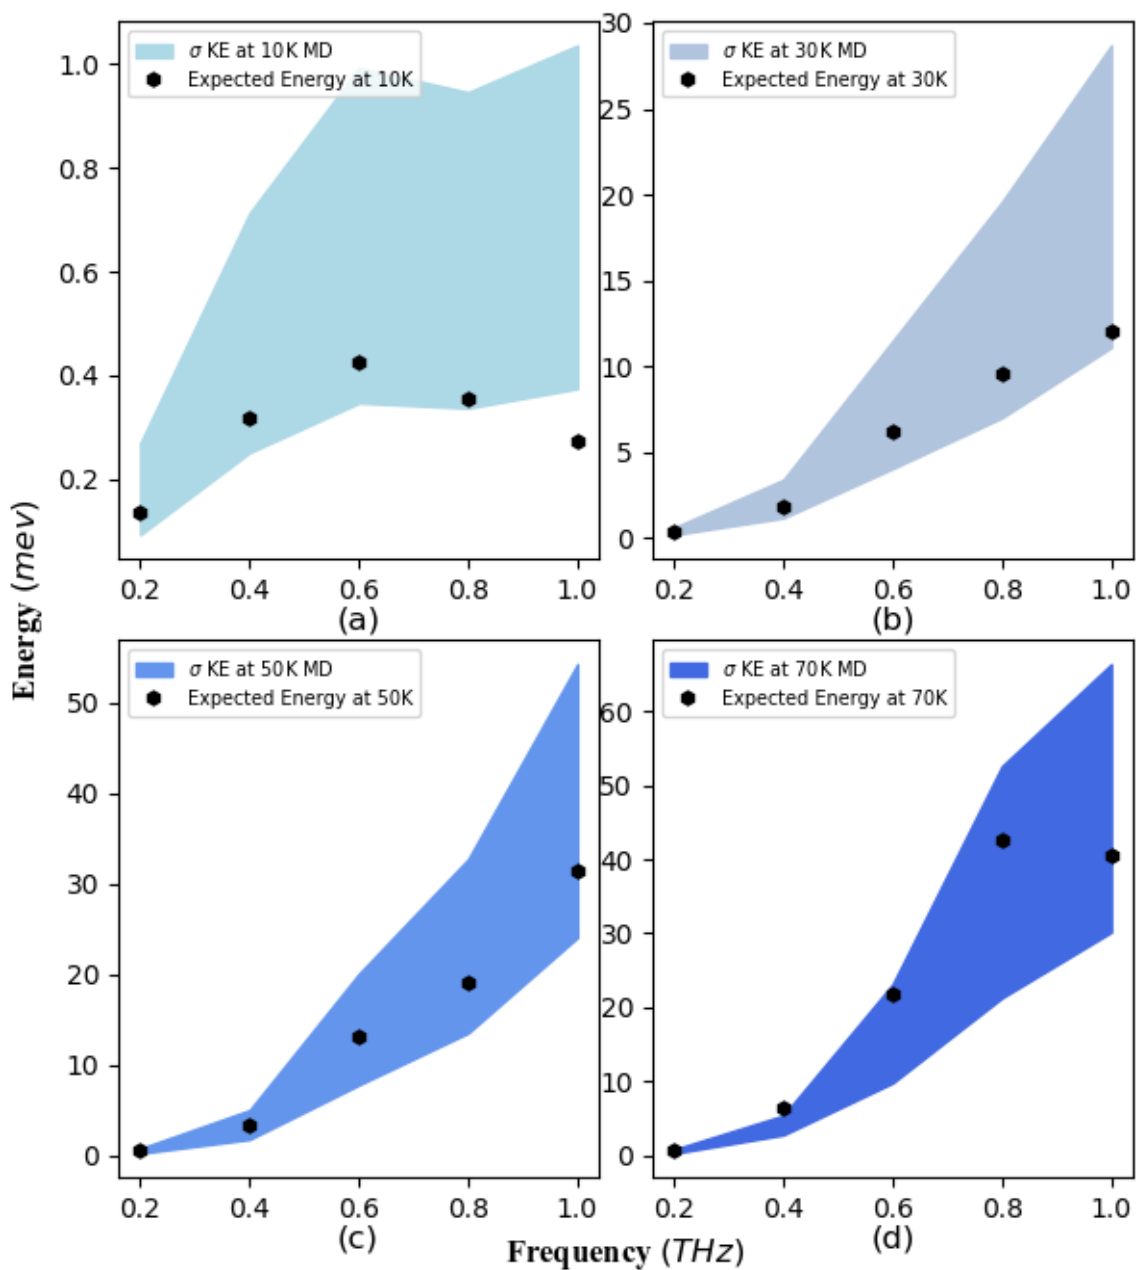 σ KE at 10K MD
Expected Energy at 10K
1.0
0.8
0.6
0.4
0.2
0.2 0.4 0.6 0.8 1.0
(a)
σ KE at 30K MD
Expected Energy at 30K
30
25
20
15
10
5
0
0.2 0.4 0.6 0.8 1.0
(b)
Energy (mev)
σ KE at 50K MD
Expected Energy at 50K
50
40
30
20
10
0
0.2 0.4 0.6 0.8 1.0
(c)
σ KE at 70K MD
Expected Energy at 70K
60
50
40
30
20
10
0
0.2 0.4 0.6 0.8 1.0
(d)
Frequency (THz)